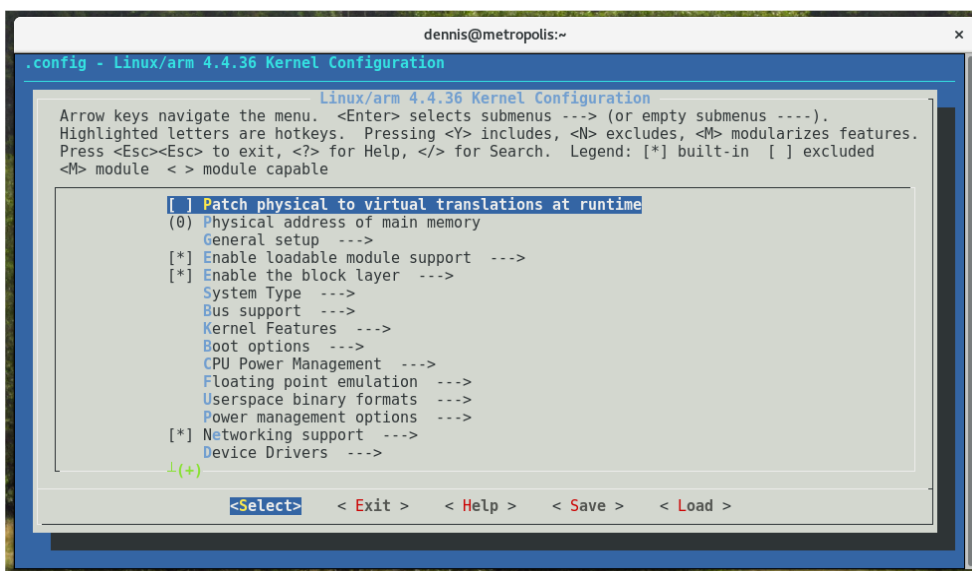 dennis@metropolis:~ ×
.config - Linux/arm 4.4.36 Kernel Configuration
Linux/arm 4.4.36 Kernel Configuration
Arrow keys navigate the menu.  <Enter> selects submenus ---> (or empty submenus ----).
Highlighted letters are hotkeys.  Pressing <Y> includes, <N> excludes, <M> modularizes features.
Press <Esc><Esc> to exit, <?> for Help, </> for Search.  Legend: [*] built-in  [ ] excluded
<M> module  < > module capable
[ ] Patch physical to virtual translations at runtime
(0) Physical address of main memory
General setup  --->
[*] Enable loadable module support  --->
[*] Enable the block layer  --->
System Type  --->
Bus support  --->
Kernel Features  --->
Boot options  --->
CPU Power Management  --->
Floating point emulation  --->
Userspace binary formats  --->
Power management options  --->
[*] Networking support  --->
Device Drivers  --->
┴(+)
<Select>    < Exit >    < Help >    < Save >    < Load >